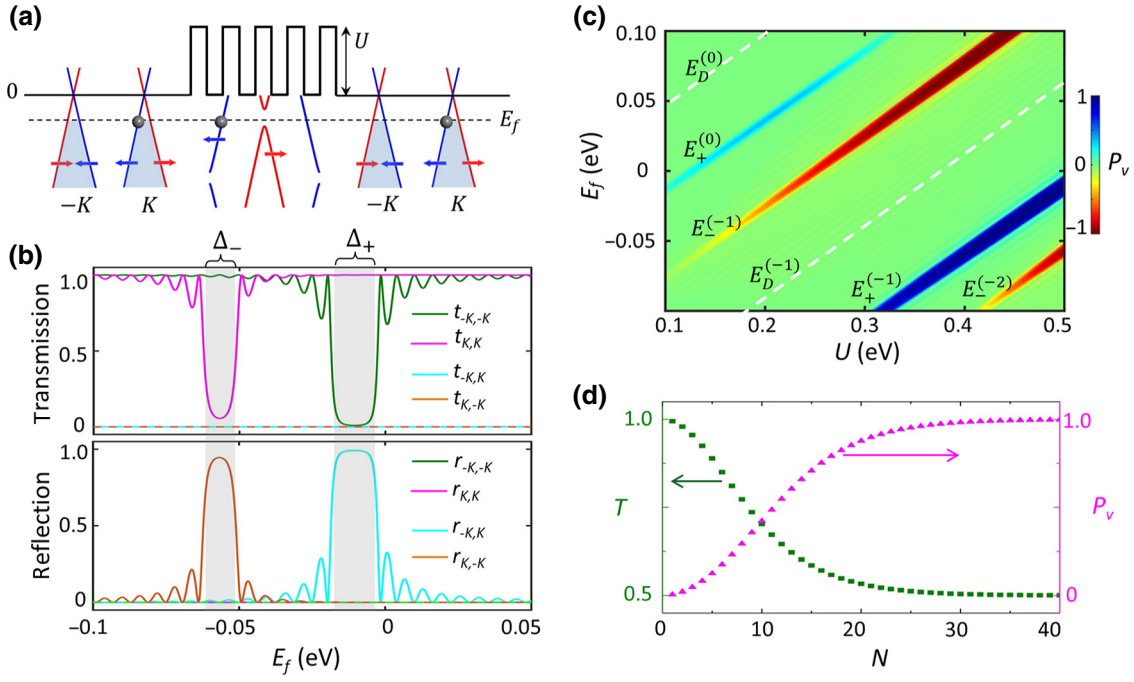 (a)
U
0
E_f
−K
K
−K
K
(b)
Δ_−
Δ_+
1.0
0.5
0
Transmission
t_{-K,-K}
t_{K,K}
t_{-K,K}
t_{K,-K}
1.0
0.5
0
Reflection
r_{-K,-K}
r_{K,K}
r_{-K,K}
r_{K,-K}
−0.1
−0.05
0
0.05
E_f (eV)
(c)
0.10
0.05
0
−0.05
E_f (eV)
E_D^{(0)}
E_+^{(0)}
E_−^{(−1)}
E_D^{(−1)}
E_+^{(−1)}
E_−^{(−2)}
0.1
0.2
0.3
0.4
0.5
U (eV)
1
0
−1
P_v
(d)
1.0
0.5
T
1.0
0
P_v
0
10
20
30
40
N